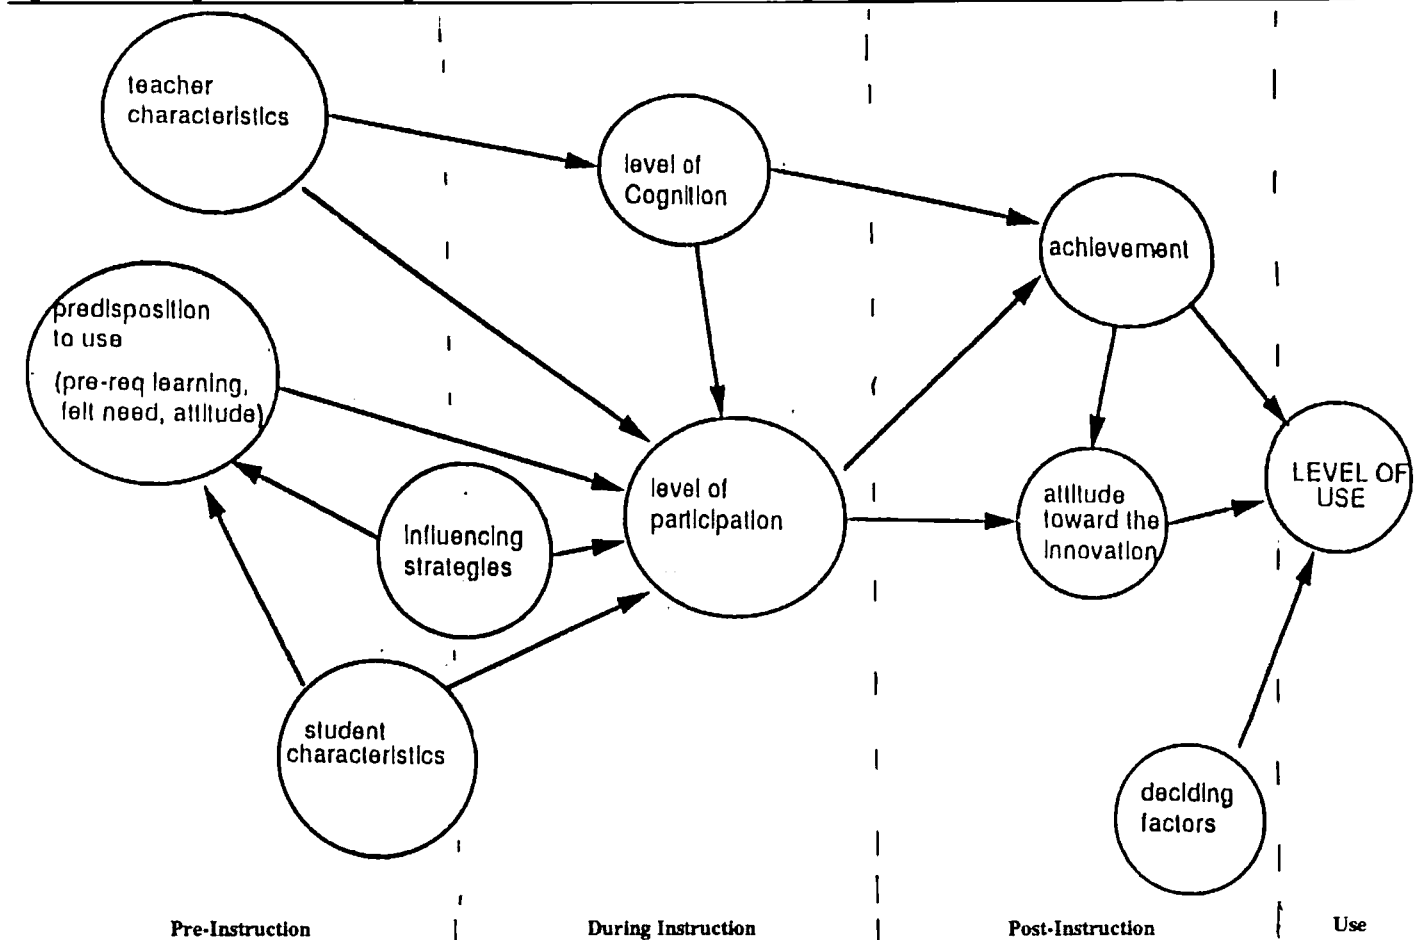 teacher
characteristics
level of
Cognition
achievement
predisposition
to use
(pre-req learning,
felt need, attitude)
level of
participation
influencing
strategies
attitude
toward the
innovation
LEVEL OF
USE
student
characteristics
deciding
factors
Pre-Instruction
During Instruction
Post-Instruction
Use